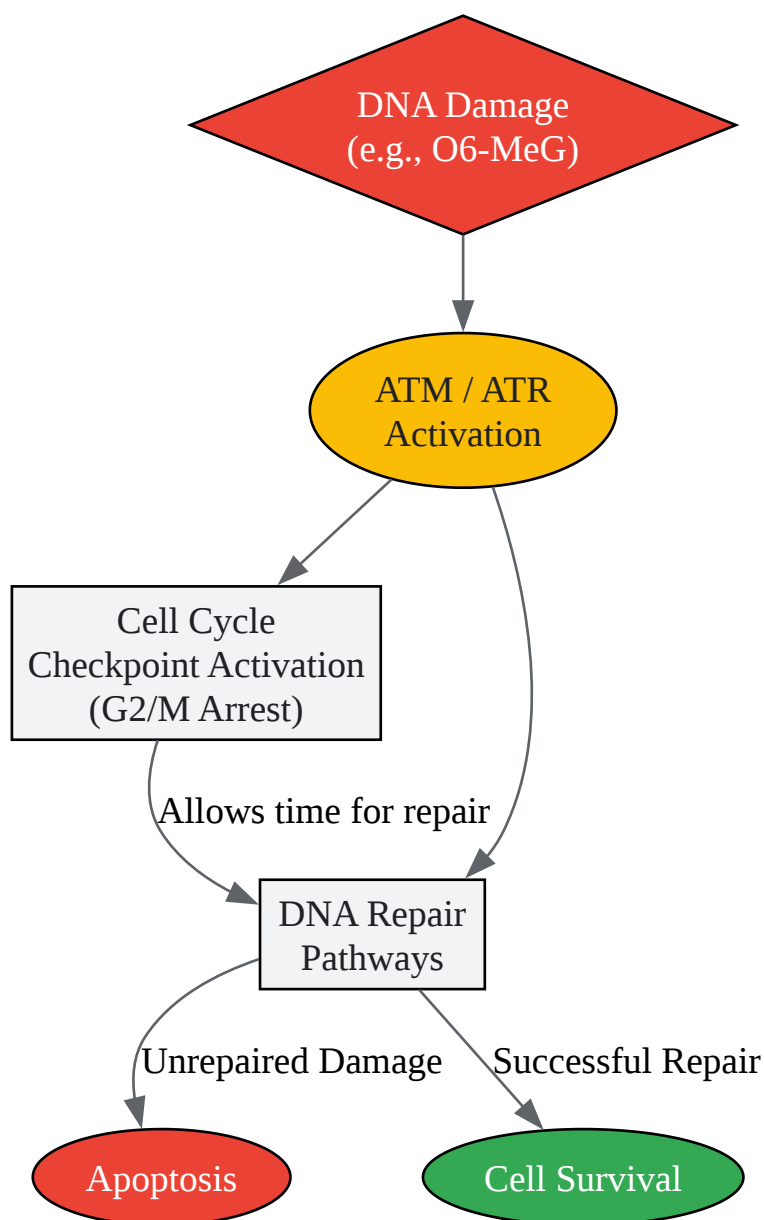 DNA Damage
(e.g., O6-MeG)
ATM / ATR
Activation
Cell Cycle
Checkpoint Activation
(G2/M Arrest)
Allows time for repair
DNA Repair
Pathways
Unrepaired Damage
Successful Repair
Apoptosis
Cell Survival